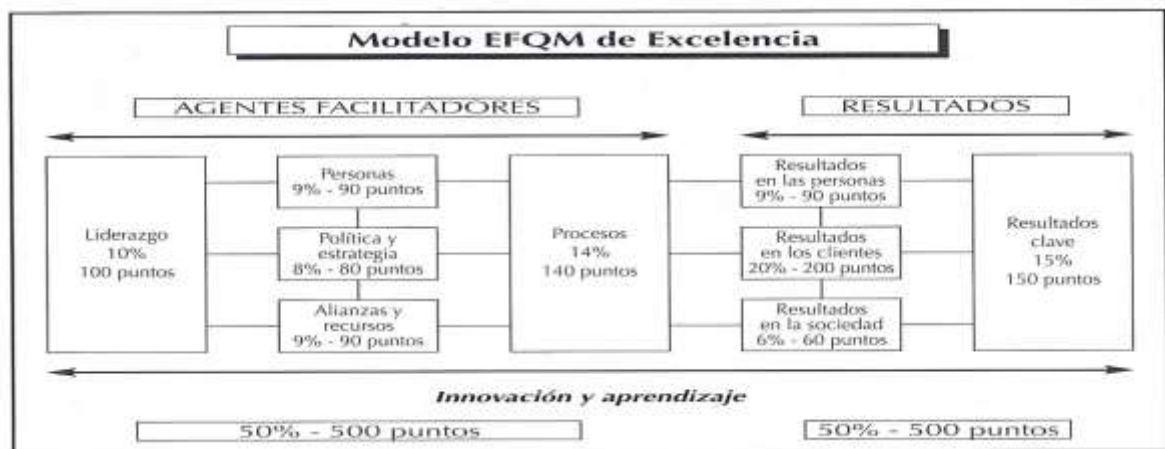 Modelo EFQM de Excelencia
AGENTES FACILITADORES
RESULTADOS
Liderazgo
10%
100 puntos
Personas
9% - 90 puntos
Política y
estrategia
8% - 80 puntos
Alianzas y
recursos
9% - 90 puntos
Procesos
14%
140 puntos
Resultados
en las personas
9% - 90 puntos
Resultados
en los clientes
20% - 200 puntos
Resultados
en la sociedad
6% - 60 puntos
Resultados
clave
15%
150 puntos
Innovación y aprendizaje
50% - 500 puntos
50% - 500 puntos